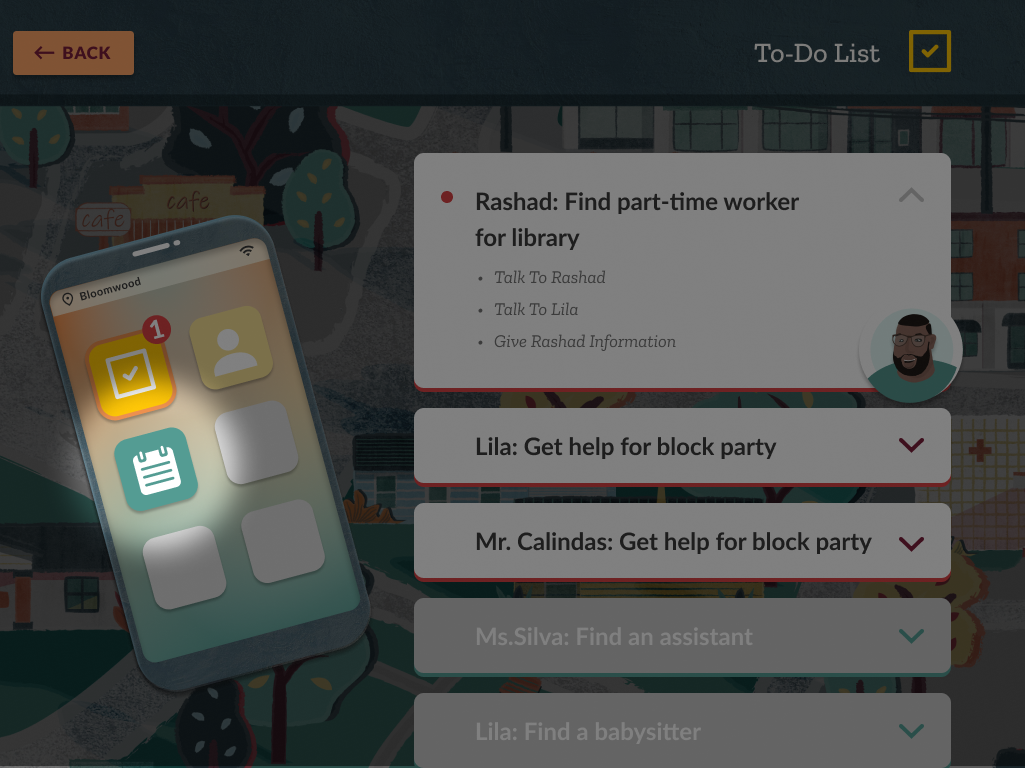 ← BACK
To-Do List
cafe
cafe
Bloomwood
1
Rashad: Find part-time worker
for library
• Talk To Rashad
• Talk To Lila
• Give Rashad Information
Lila: Get help for block party
Mr. Calindas: Get help for block party
Ms.Silva: Find an assistant
Lila: Find a babysitter